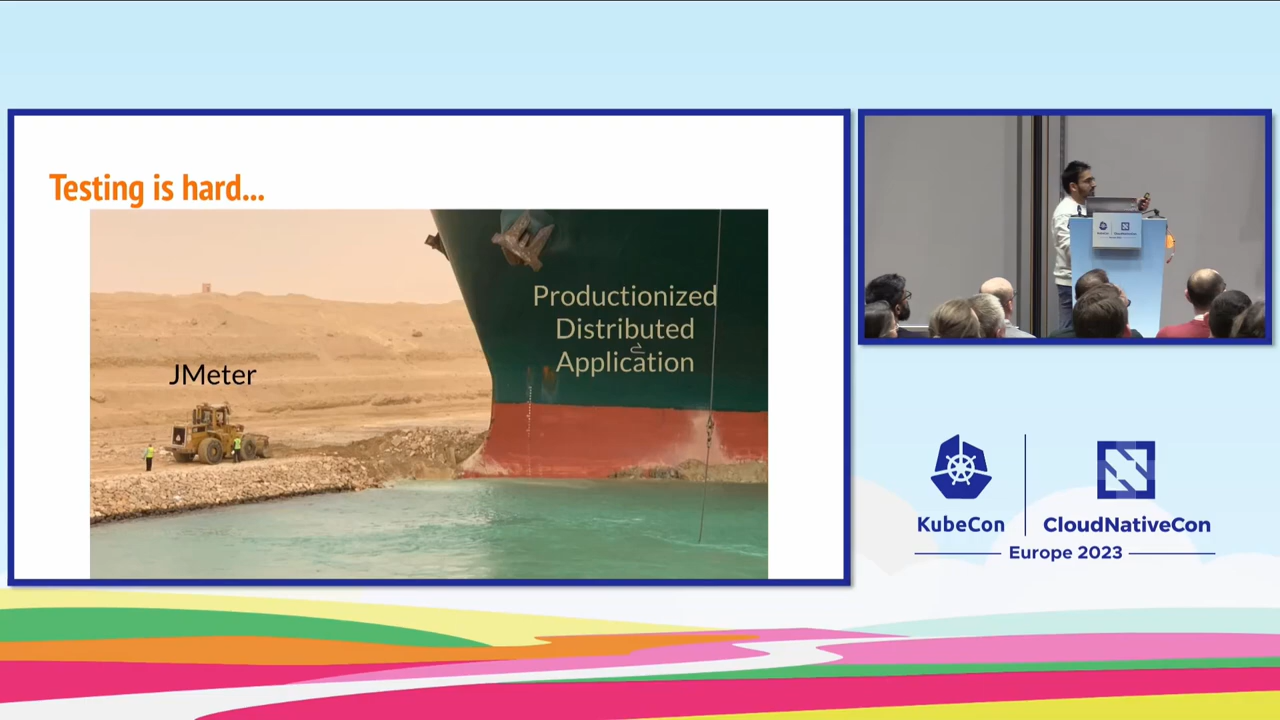 Testing is hard...
JMeter
Productionized
Distributed
Application
KubeCon
CloudNativeCon
Europe 2023